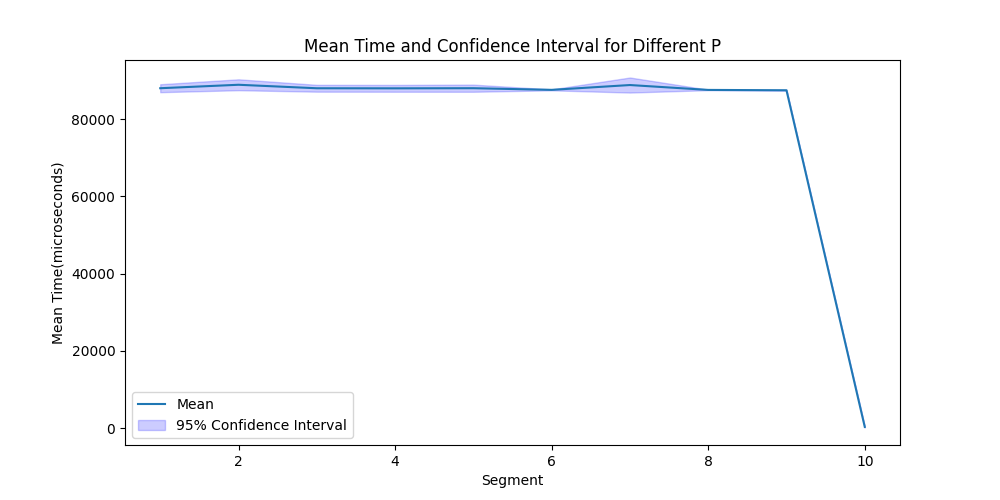 Mean Time and Confidence Interval for Different P
Mean Time(microseconds)
80000
60000
40000
20000
0
Mean
95% Confidence Interval
2 4 6 8 10
Segment